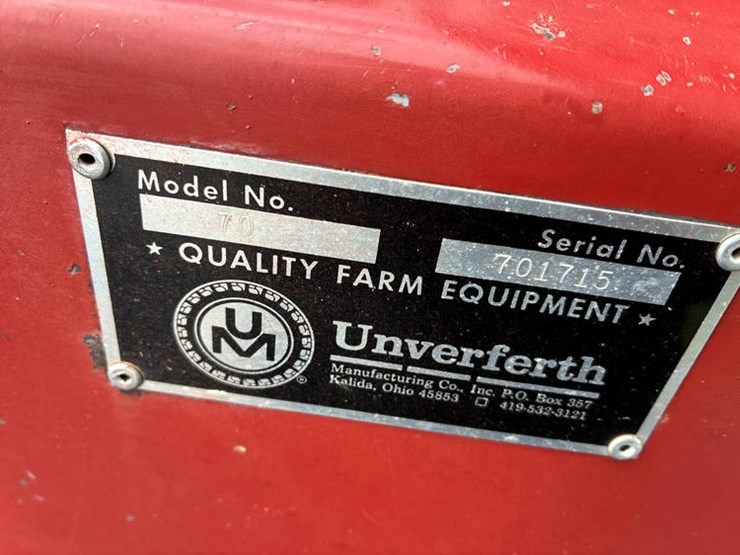 Model No.
70
Serial No.
701715
★ QUALITY FARM EQUIPMENT ★
UM
®
Unverferth
Manufacturing Co., Inc. P.O. Box 357
Kalida, Ohio 45853 □ 419-532-3121